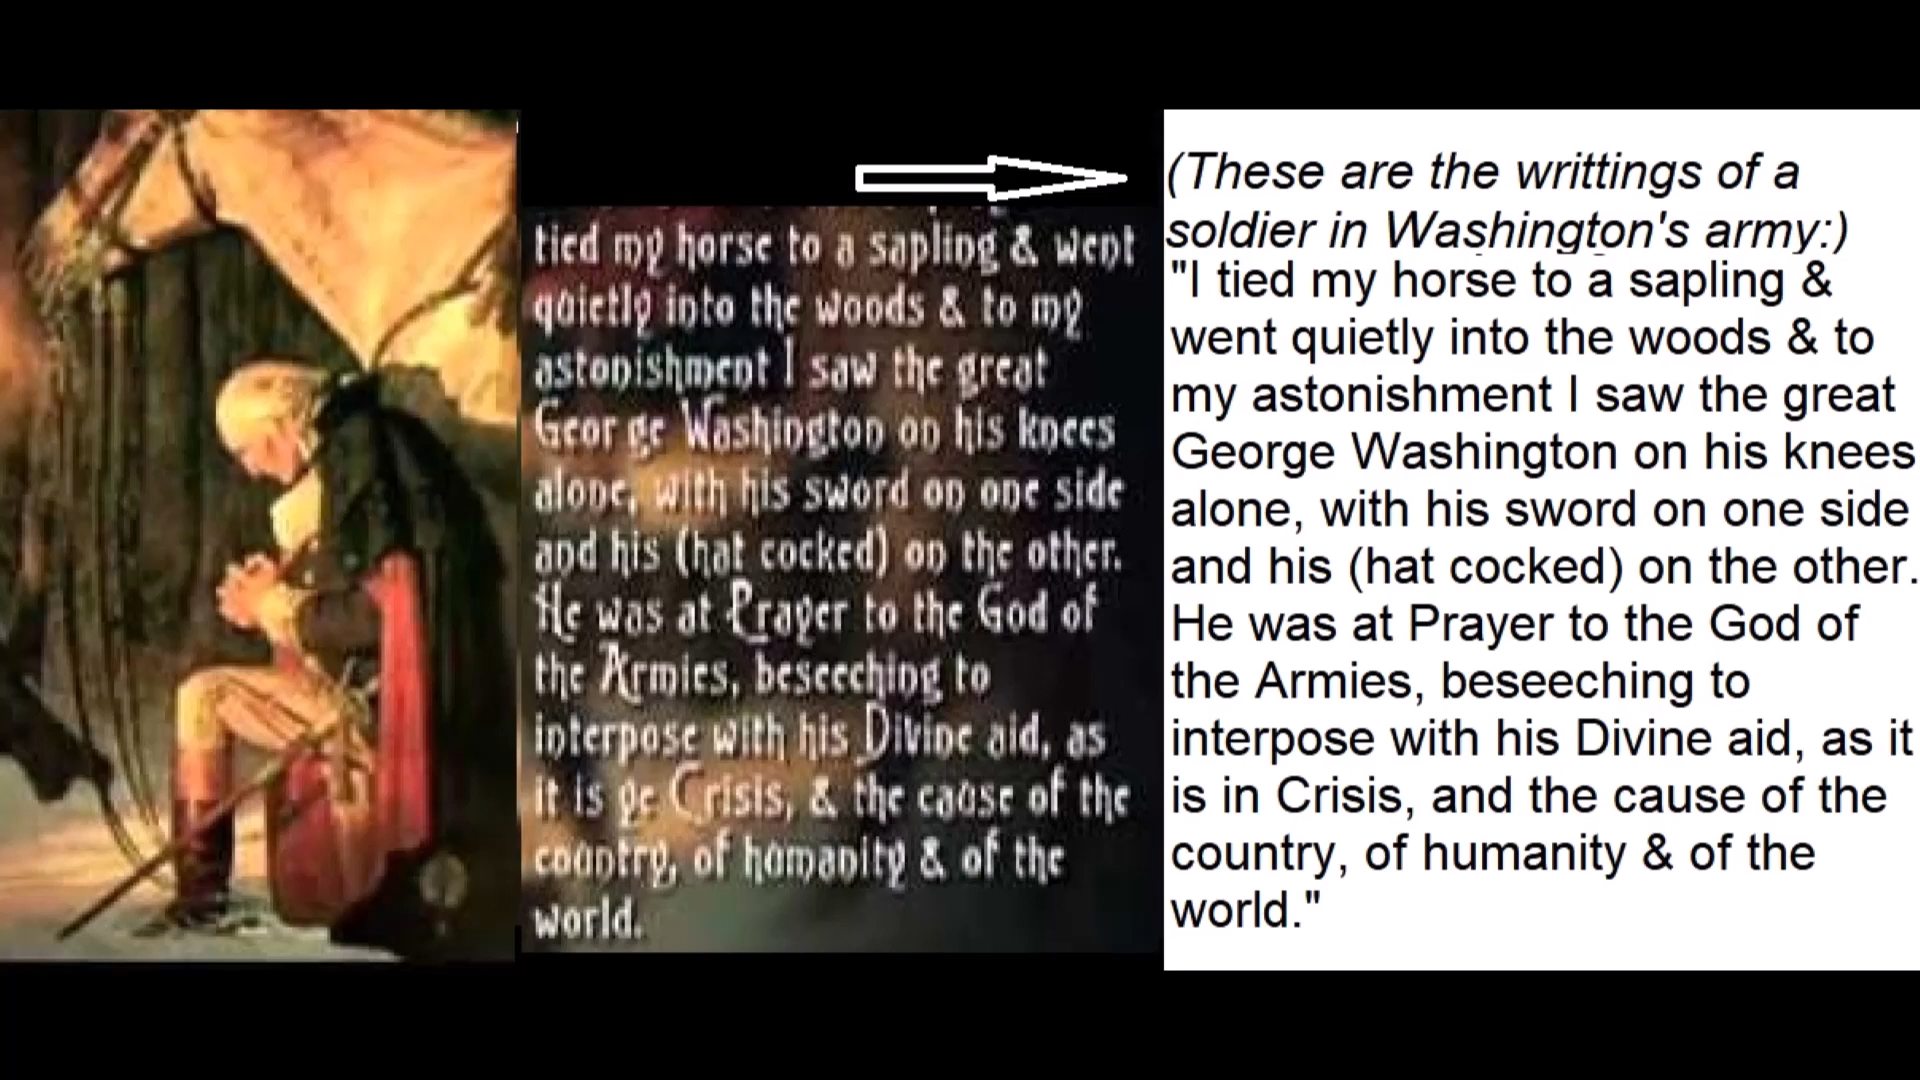 tied my horse to a sapling & went
quietly into the woods & to my
astonishment I saw the great
George Washington on his knees
alone, with his sword on one side
and his (hat cocked) on the other.
He was at Prayer to the God of
the Armies, beseeching to
interpose with his Divine aid, as
it is ye Crisis, & the cause of the
country, of humanity & of the
world.
(These are the writtings of a
soldier in Washington's army:)
"I tied my horse to a sapling &
went quietly into the woods & to
my astonishment I saw the great
George Washington on his knees
alone, with his sword on one side
and his (hat cocked) on the other.
He was at Prayer to the God of
the Armies, beseeching to
interpose with his Divine aid, as it
is in Crisis, and the cause of the
country, of humanity & of the
world."